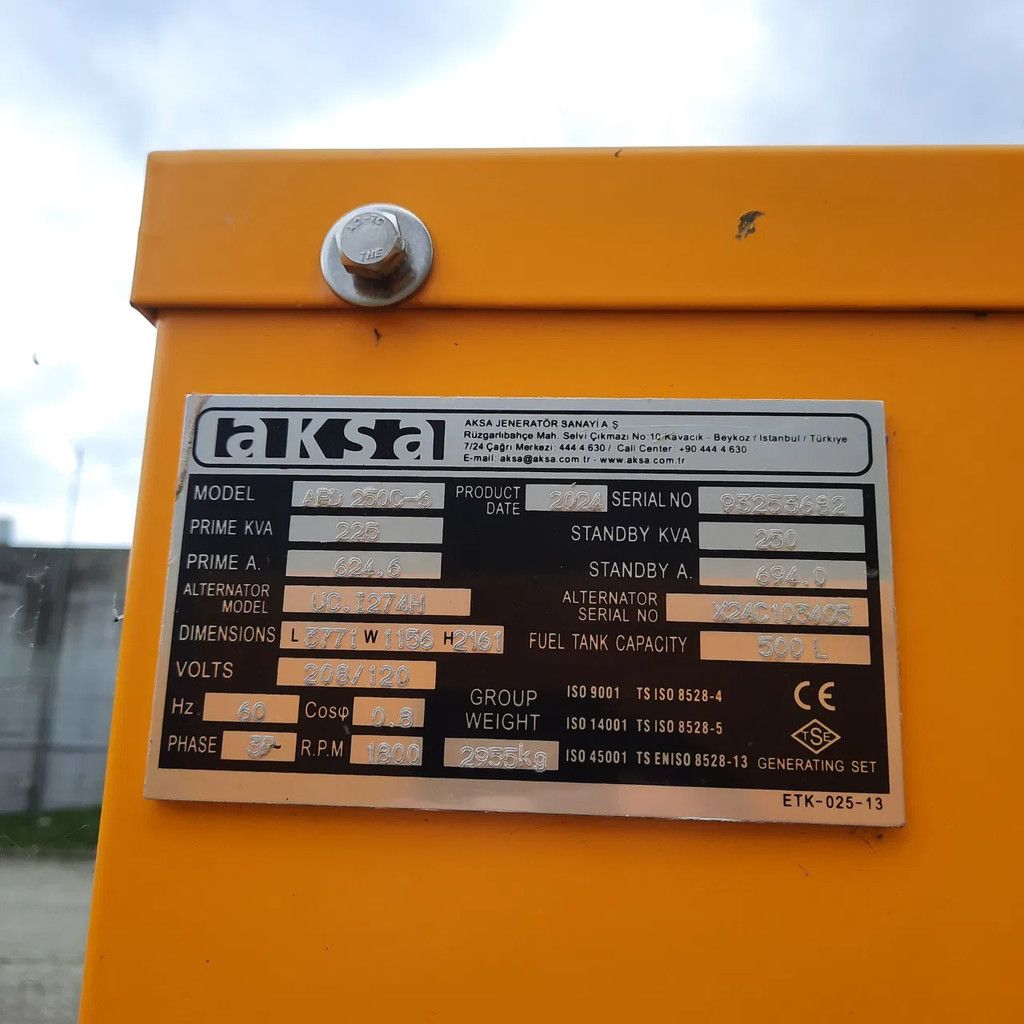 THE
aksa
AKSA JENERATÖR SANAYİ A.Ş
Rüzgarlıbahçe Mah. Selvi Çıkmazı No:10 Kavacık - Beykoz / İstanbul / Türkiye
7/24 Çağrı Merkezi: 444 4 630 / Call Center: +90 444 4 630
E-mail: aksa@aksa.com.tr - www.aksa.com.tr
MODEL AED 250C-6 PRODUCT DATE 2024 SERIAL NO 93253682
PRIME KVA 225 STANDBY KVA 250
PRIME A. 624.6 STANDBY A. 694.0
ALTERNATOR MODEL UC.I274H ALTERNATOR SERIAL NO X24C103405
DIMENSIONS L 3771 W 1156 H 2161 FUEL TANK CAPACITY 500 L
VOLTS 208/120
Hz. 60 Cosφ 0.8 GROUP WEIGHT 2955kg
PHASE R.P.M 1800
ISO 9001 TS ISO 8528-4
ISO 14001 TS ISO 8528-5
ISO 45001 TS ENISO 8528-13
CE
TSE
GENERATING SET
ETK-025-13